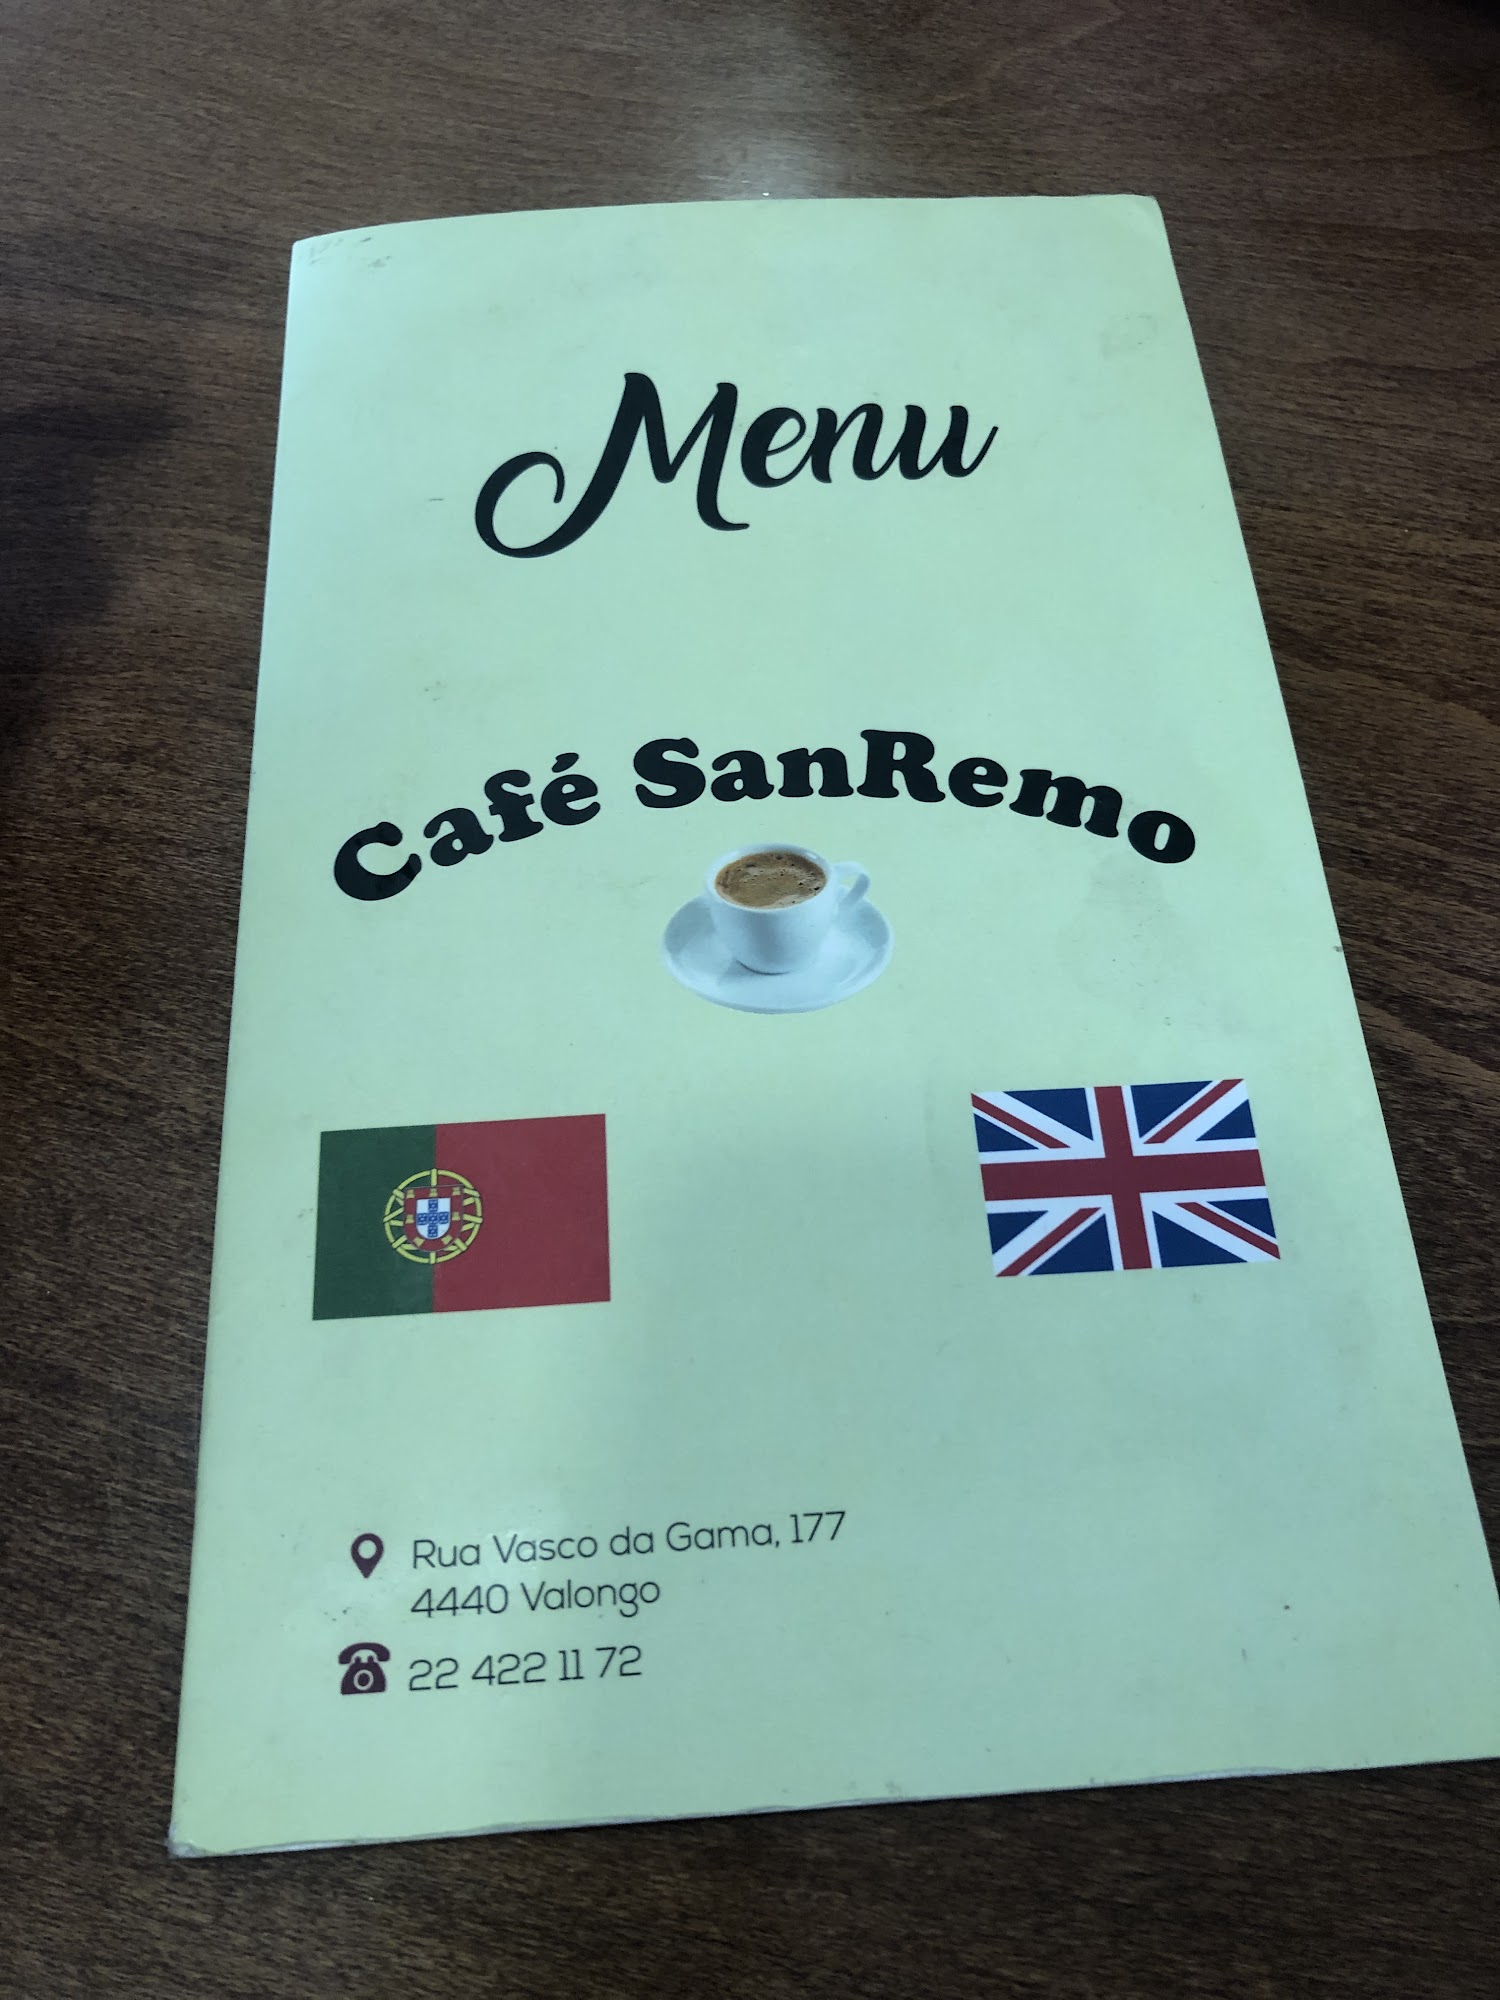 Menu
Café SanRemo
Rua Vasco da Gama, 177
4440 Valongo
22 422 11 72